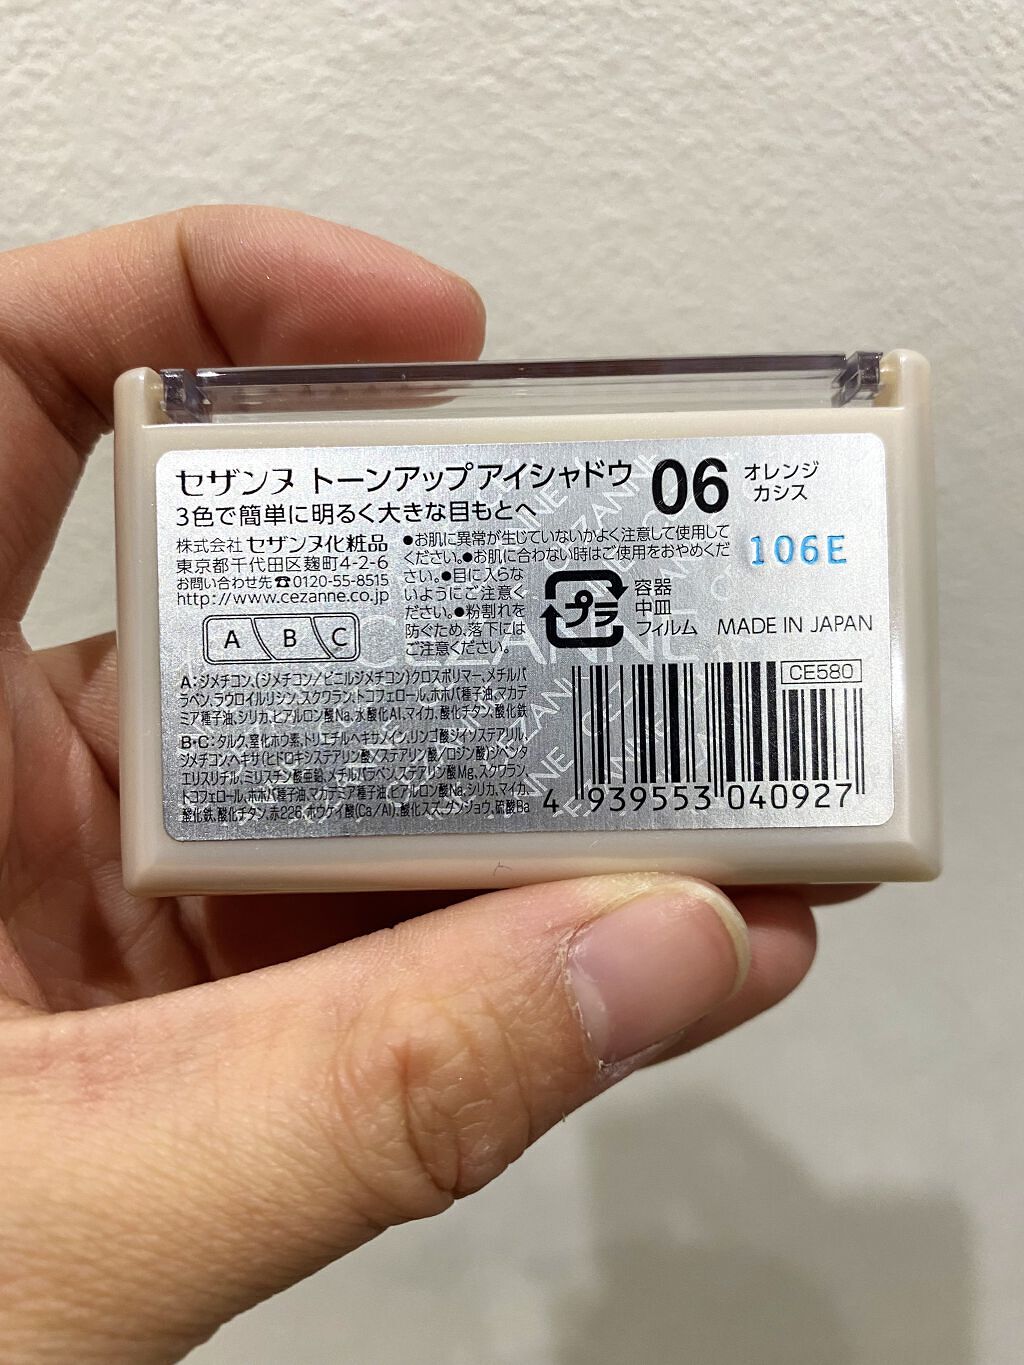 セザンヌ トーンアップアイシャドウ
06
オレンジ
カシス
3色で簡単に明るく大きな目もとへ
株式会社 セザンヌ化粧品
東京都千代田区麹町4-2-6
お問い合わせ先☎0120-55-8515
http://www.cezanne.co.jp
●お肌に異常が生じていないかよく注意して使用して
ください。●お肌に合わない時はご使用をおやめくだ
さい。●目に入らな
いようにご注意く
ださい。●粉割れを
防ぐため、落下には
ご注意ください。
106E
プラ
容器
中皿
フィルム
MADE IN JAPAN
A B C
A:ジメチコン、(ジメチコン/ビニルジメチコン)クロスポリマー、メチルパ
ラベン、ラウロイルリシン、スクワラン、トコフェロール、ホホバ種子油、マカデ
ミア種子油、シリカ、ヒアルロン酸Na、水酸化Al、マイカ、酸化チタン、酸化鉄
B・C:タルク、窒化ホウ素、トリエチルヘキサノイン、リンゴ酸ジイソステアリル、
ジメチコン、ヘキサ(ヒドロキシステアリン酸/ステアリン酸/ロジン酸)ジペンタ
エリスリチル、ミリスチン酸亜鉛、メチルパラベン、ステアリン酸Mg、スクワラン、
トコフェロール、ホホバ種子油、マカデミア種子油、ヒアルロン酸Na、シリカ、マイカ、
酸化鉄、酸化チタン、赤226、ホウケイ酸(Ca/Al)、酸化スズ、グンジョウ、硫酸Ba
CE580
4 939553 040927
CEZANNE